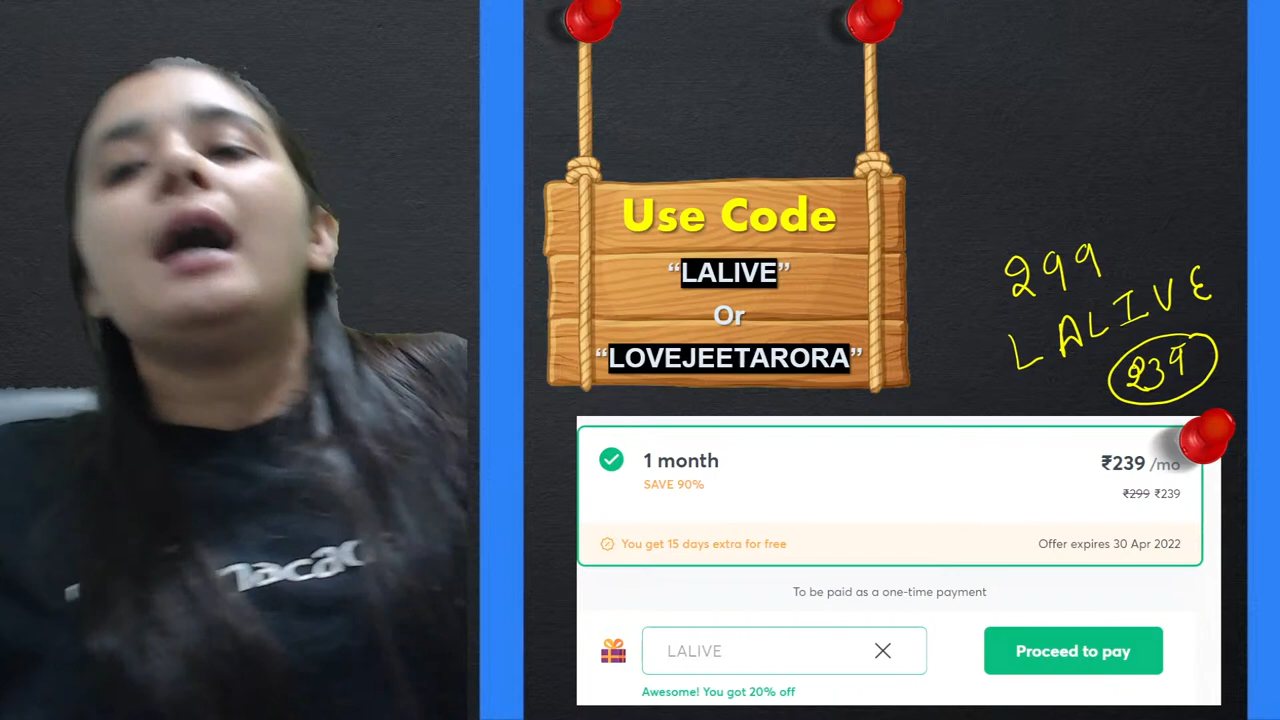 Use Code
“LALIVE”
Or
“LOVEJEETARORA”
299
LALIVE
239
1 month
₹239 /mo
SAVE 90%
₹299 ₹239
You get 15 days extra for free
Offer expires 30 Apr 2022
To be paid as a one-time payment
LALIVE
Proceed to pay
Awesome! You got 20% off